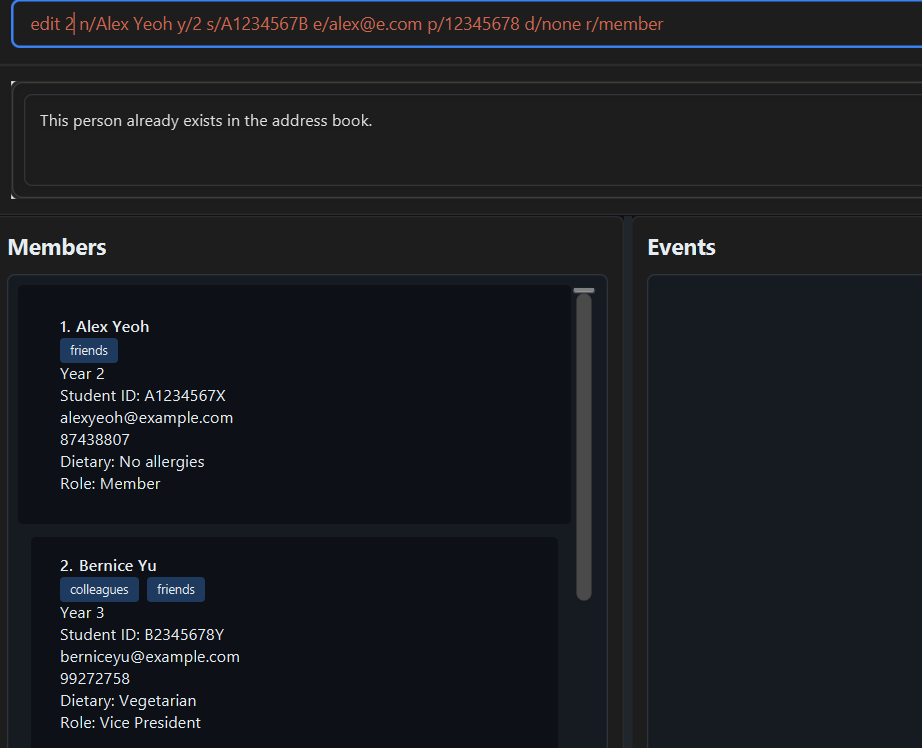 edit 2 n/Alex Yeoh y/2 s/A1234567B e/alex@e.com p/12345678 d/none r/member
This person already exists in the address book.
Members
1. Alex Yeoh
friends
Year 2
Student ID: A1234567X
alexyeoh@example.com
87438807
Dietary: No allergies
Role: Member
2. Bernice Yu
colleagues friends
Year 3
Student ID: B2345678Y
berniceyu@example.com
99272758
Dietary: Vegetarian
Role: Vice President
Events